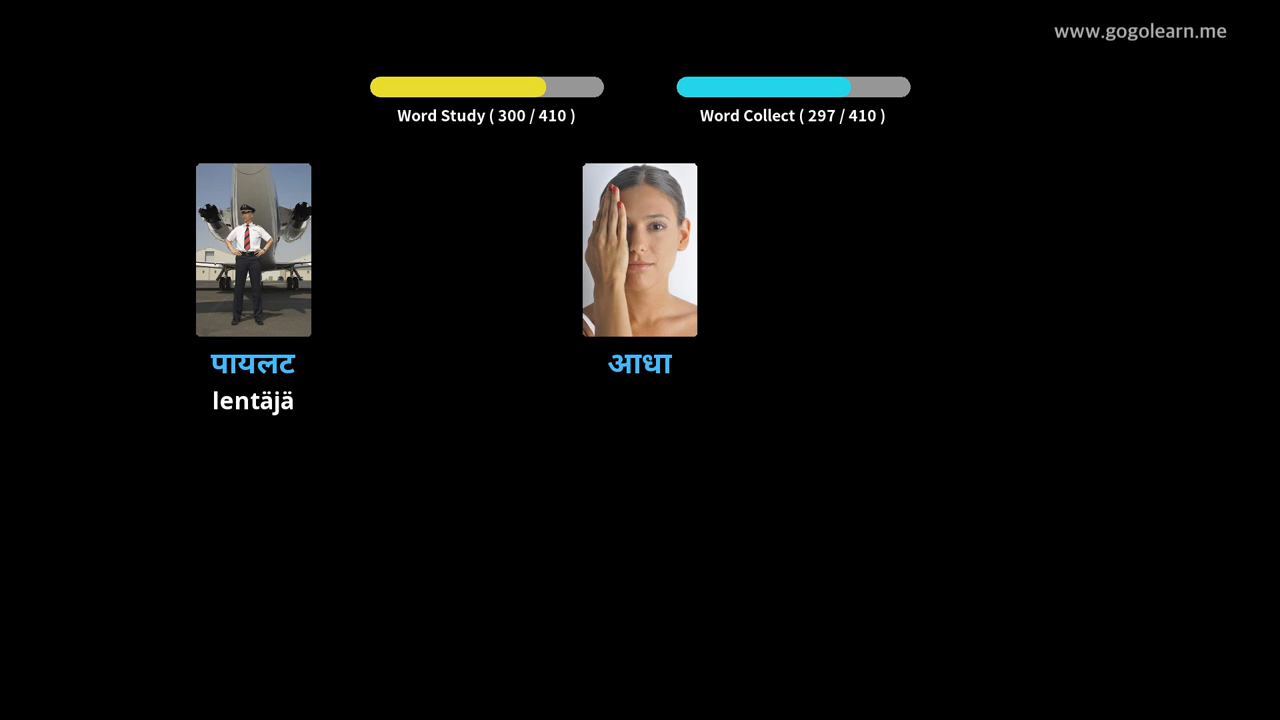 www.gogolearn.me
Word Study ( 300 / 410 )
Word Collect ( 297 / 410 )
पायलट
lentäjä
आधा